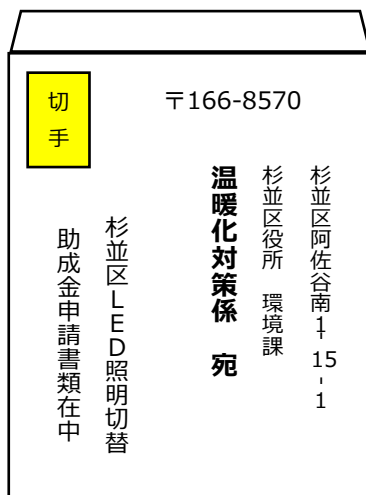 切手
〒166-8570
杉並区阿佐谷南1-15-1
杉並区役所　環境課
温暖化対策係　宛
杉並区LED照明切替
助成金申請書類在中